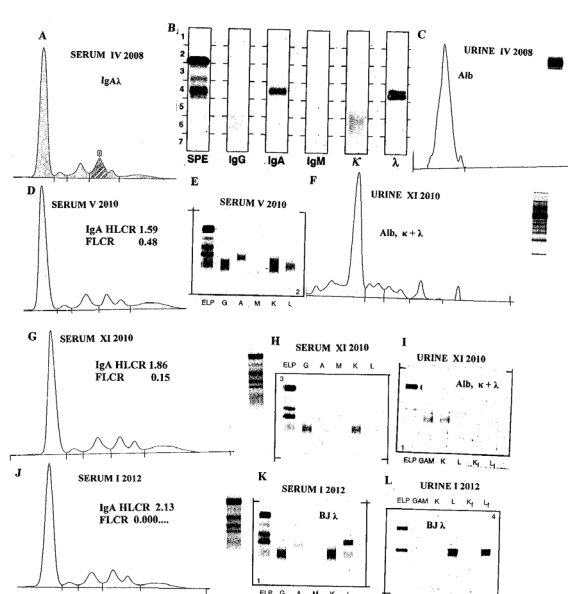 A
SERUM IV 2008
IgAλ
B
1
2
3
4
5
6
7
SPE IgG IgA IgM K λ
C
URINE IV 2008
Alb
D
SERUM V 2010
IgA HLCR 1.59
FLCR 0.48
E
SERUM V 2010
2
ELP G A M K L
F
URINE XI 2010
Alb, κ + λ
G
SERUM XI 2010
IgA HLCR 1.86
FLCR 0.15
H
SERUM XI 2010
ELP G A M K L
3
I
URINE XI 2010
Alb, κ + λ
1
ELP GAM K L Kf Lf
J
SERUM I 2012
IgA HLCR 2.13
FLCR 0.000....
K
SERUM I 2012
BJ λ
1
ELP G A M K L
L
URINE I 2012
ELP GAM K L Kf Lf
4
BJ λ